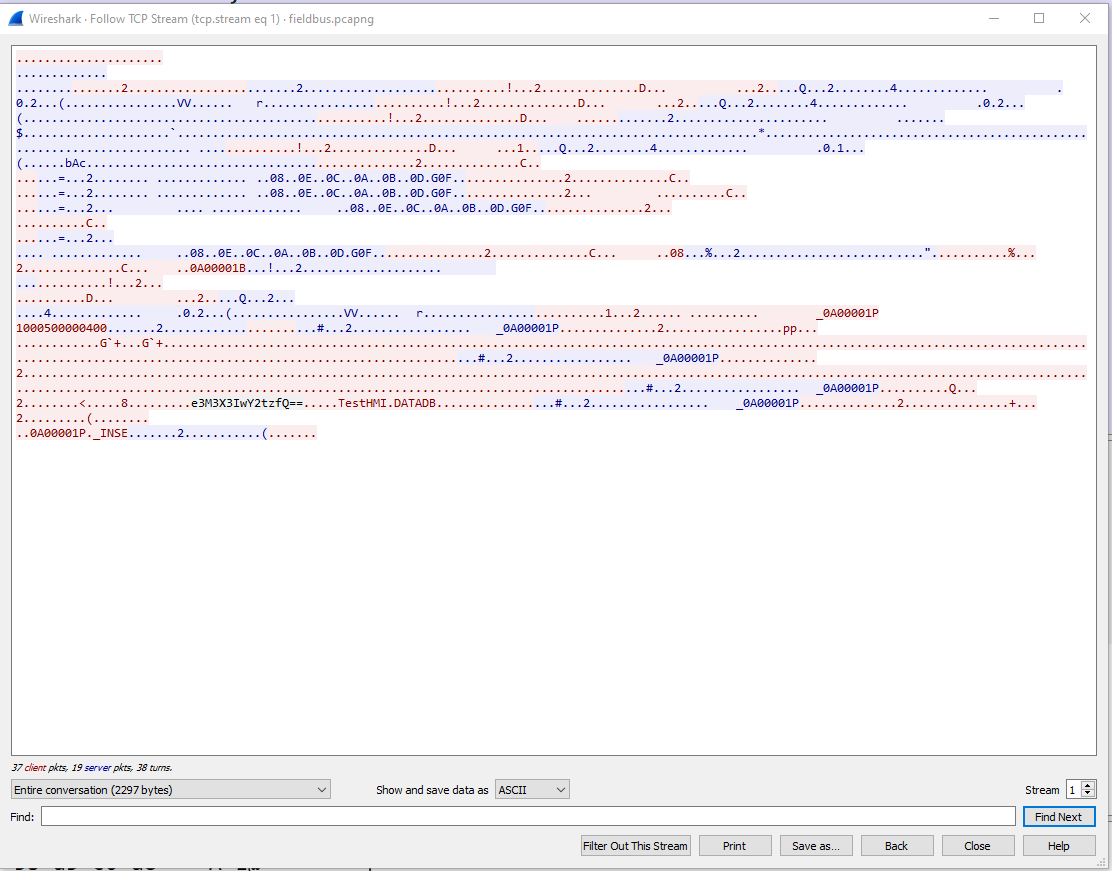 Wireshark · Follow TCP Stream (tcp.stream eq 1) · fieldbus.pcapng
.....................
.............
...............2.................2...................!...2..............D... ...2.....Q...2........4............. .
0.2...(................VV...... r..........................!...2..............D... ...2.....Q...2........4............. .0.2...
(.....................................................!...2............D... .............2...................... .......
$.....................`....................................................................................*..............................................
.......................... ..............!...2..............D... ...1.....Q...2........4............. .0.1...
(......bAc...............................................2..............C..
......=...2........ ............... ..08..0E..0C..0A..0B..0D.G0F................2..............C..
......=...2........ ............... ..08..0E..0C..0A..0B..0D.G0F................2... ..........C..
......=...2... .... ............. ..08..0E..0C..0A..0B..0D.G0F................2...
..........C..
......=...2...
.... ............. ..08..0E..0C..0A..0B..0D.G0F................2..............C... ..08...%...2..........................."...........%...
2..............C... ..0A00001B...!...2....................
.............!...2...
..........D... ...2.....Q...2...
....4............. .0.2...(................VV...... r..........................1...2...... .......... _0A00001P
1000500000400.......2......................#...2................. _0A00001P..............2.................pp...
............G`+...G`+....................................................................................................................................
...............................................................#...2................. _0A00001P..............
2........................................................................................................................................................
.......................................................................................#...2................. _0A00001P..........Q...
2.......<.....8.........e3M3X3IwY2tzfQ==.....TestHMI.DATADB.................#...2................. _0A00001P..............2...............+...
2.........(........
..0A00001P._INSE.......2...........(.......
37 client pkts, 19 server pkts, 38 turns.
Entire conversation (2297 bytes) Show and save data as ASCII Stream 1
Find: Find Next
Filter Out This Stream Print Save as... Back Close Help